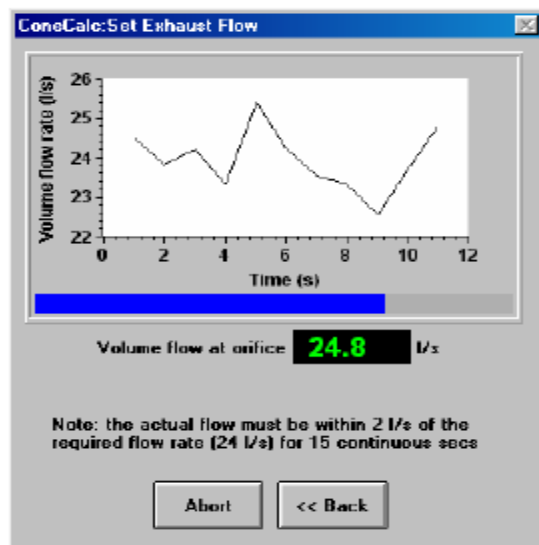 ConeCalc:Set Exhaust Flow
Volume flow rate (l/s)
26
25
24
23
22
0 2 4 6 8 10 12
Time (s)
Volume flow at orifice 24.8 l/s
Note: the actual flow must be within 2 l/s of the
required flow rate (24 l/s) for 15 continuous secs
Abort << Back